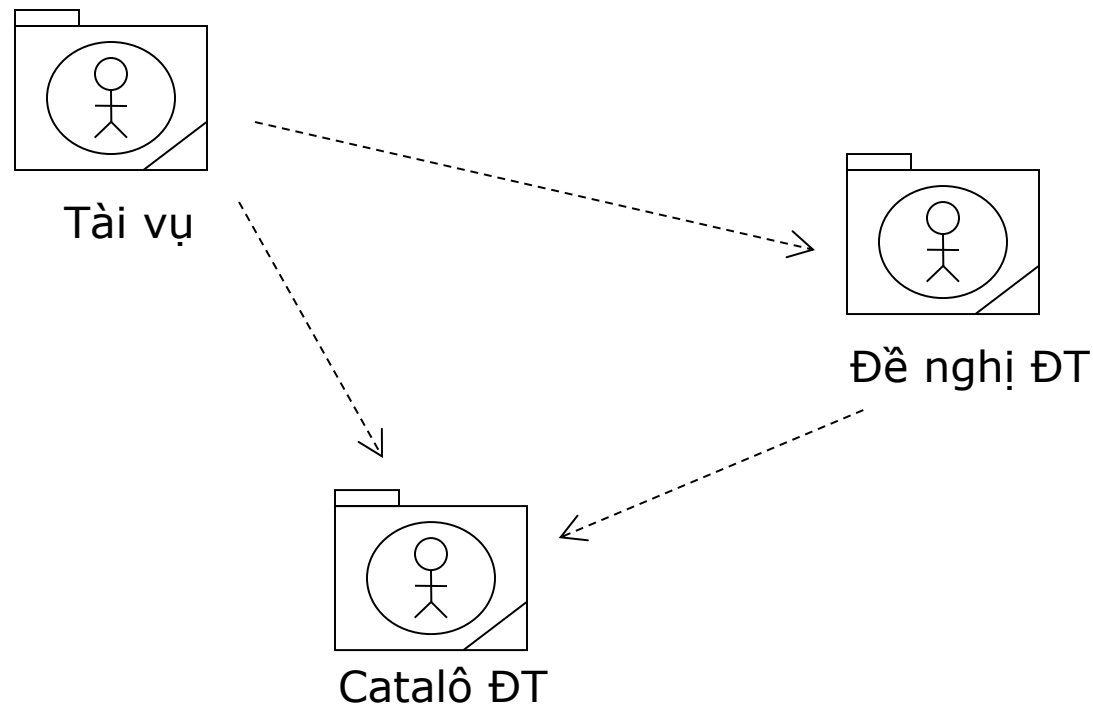 Tài vụ
Đề nghị ĐT
Catalô ĐT